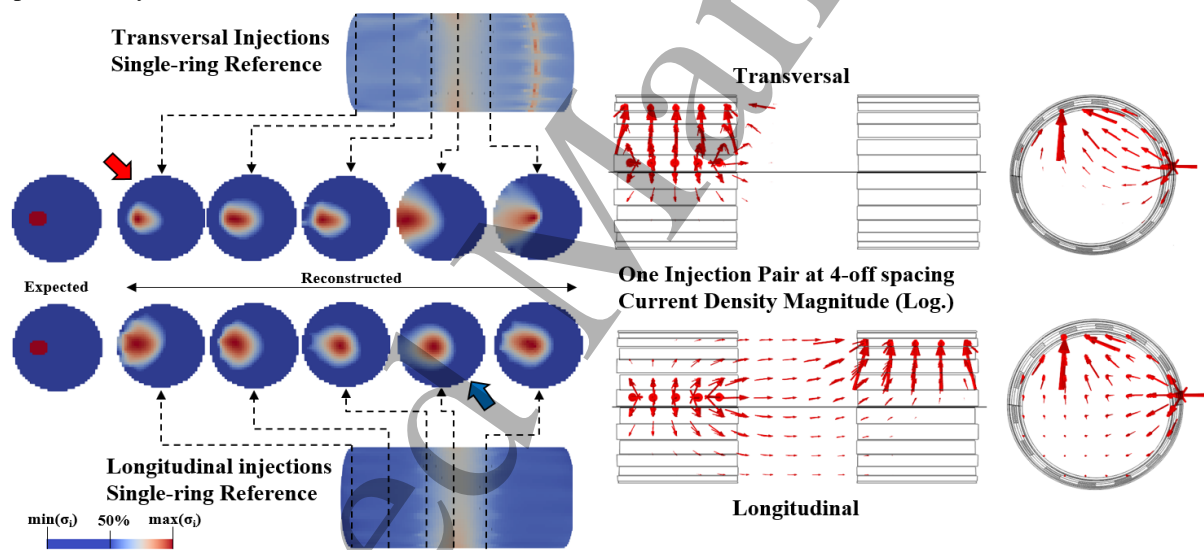 Transversal Injections
Single-ring Reference
Expected
Reconstructed
Longitudinal injections
Single-ring Reference
min(σᵢ) 50% max(σᵢ)
Transversal
One Injection Pair at 4-off spacing
Current Density Magnitude (Log.)
Longitudinal